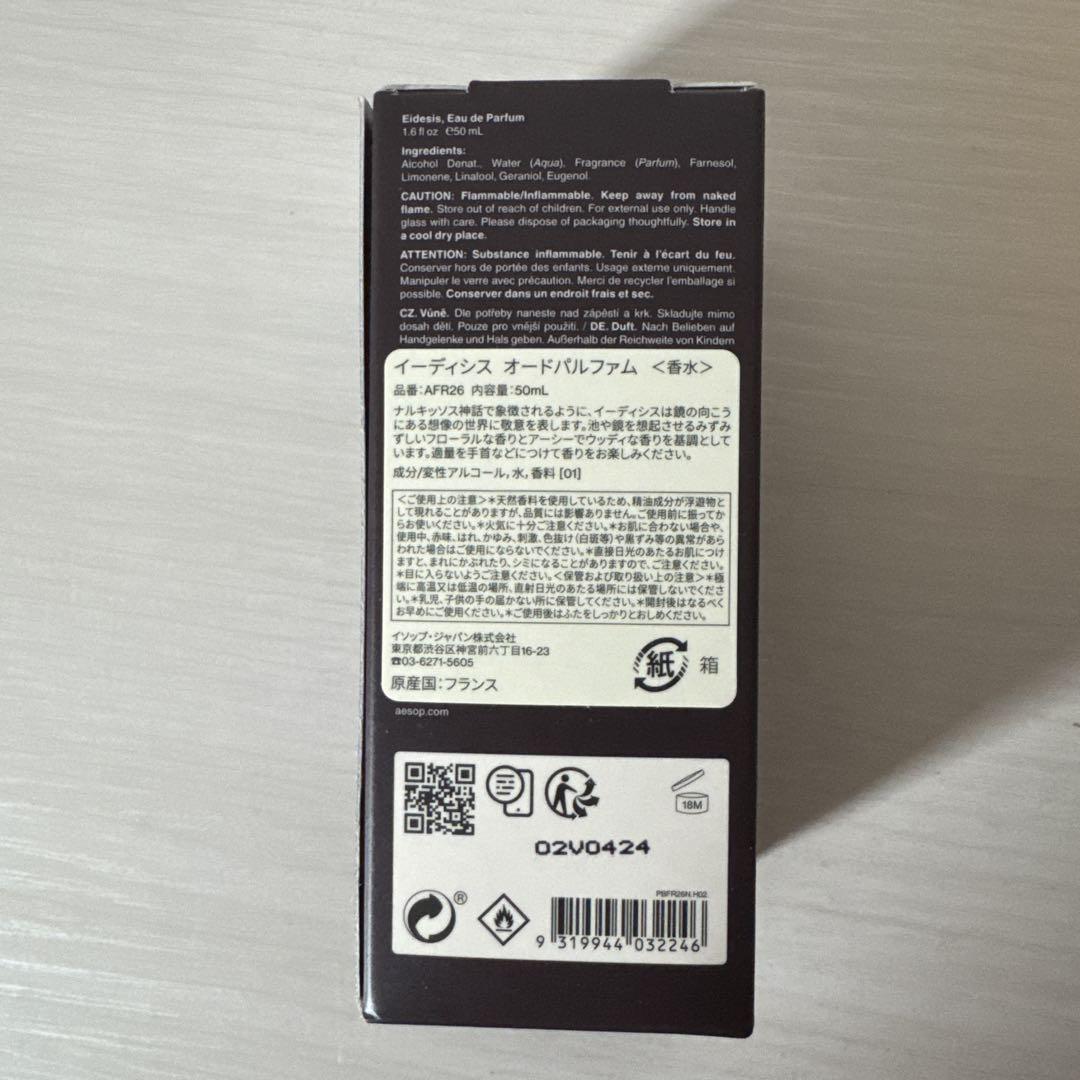 Eidesis, Eau de Parfum
1.6 fl oz ℮50 mL
Ingredients:
Alcohol Denat., Water (Aqua), Fragrance (Parfum), Farnesol,
Limonene, Linalool, Geraniol, Eugenol.
CAUTION: Flammable/Inflammable. Keep away from naked
flame. Store out of reach of children. For external use only. Handle
glass with care. Please dispose of packaging thoughtfully. Store in
a cool dry place.
ATTENTION: Substance inflammable. Tenir à l'écart du feu.
Conserver hors de portée des enfants. Usage externe uniquement.
Manipuler le verre avec précaution. Merci de recycler l'emballage si
possible. Conserver dans un endroit frais et sec.
CZ. Vůně. Dle potřeby naneste nad zápěstí a krk. Skladujte mimo
dosah dětí. Pouze pro vnější použití. / DE. Duft. Nach Belieben auf
Handgelenke und Hals geben. Außerhalb der Reichweite von Kindern
イーディシス オードパルファム <香水>
品番:AFR26 内容量:50mL
ナルキッソス神話で象徴されるように、イーディシスは鏡の向こう
にある想像の世界に敬意を表します。池や鏡を想起させるみずみ
ずしいフローラルな香りとアーシーでウッディな香りを基調として
います。適量を手首などにつけて香りをお楽しみください。
成分/変性アルコール,水,香料 [01]
<ご使用上の注意>*天然香料を使用しているため、精油成分が浮遊物と
して現れることがありますが、品質には影響ありません。ご使用前に振ってか
らお使いください。*火気に十分ご注意ください。*お肌に合わない場合や、
使用中、赤味、はれ、かゆみ、刺激、色抜け(白斑等)や黒ずみ等の異常があら
われた場合はご使用にならないでください。*直接日光のあたるお肌につけ
ますと、まれにかぶれたり、シミになることがありますので、ご注意ください。
*目に入らないようご注意ください。<保管および取り扱い上の注意>*極
端に高温又は低温の場所、直射日光のあたる場所には保管しないでくださ
い。*乳児、子供の手の届かない所に保管してください。*開封後はなるべく
お早めにご使用ください。*ご使用後はふたをしっかりとおしめください。
イソップ・ジャパン株式会社
東京都渋谷区神宮前六丁目16-23
☎03-6271-5605
原産国:フランス
紙 箱
aesop.com
18M
02V0424
PBFR26N.H02.
®
9 319944 032246